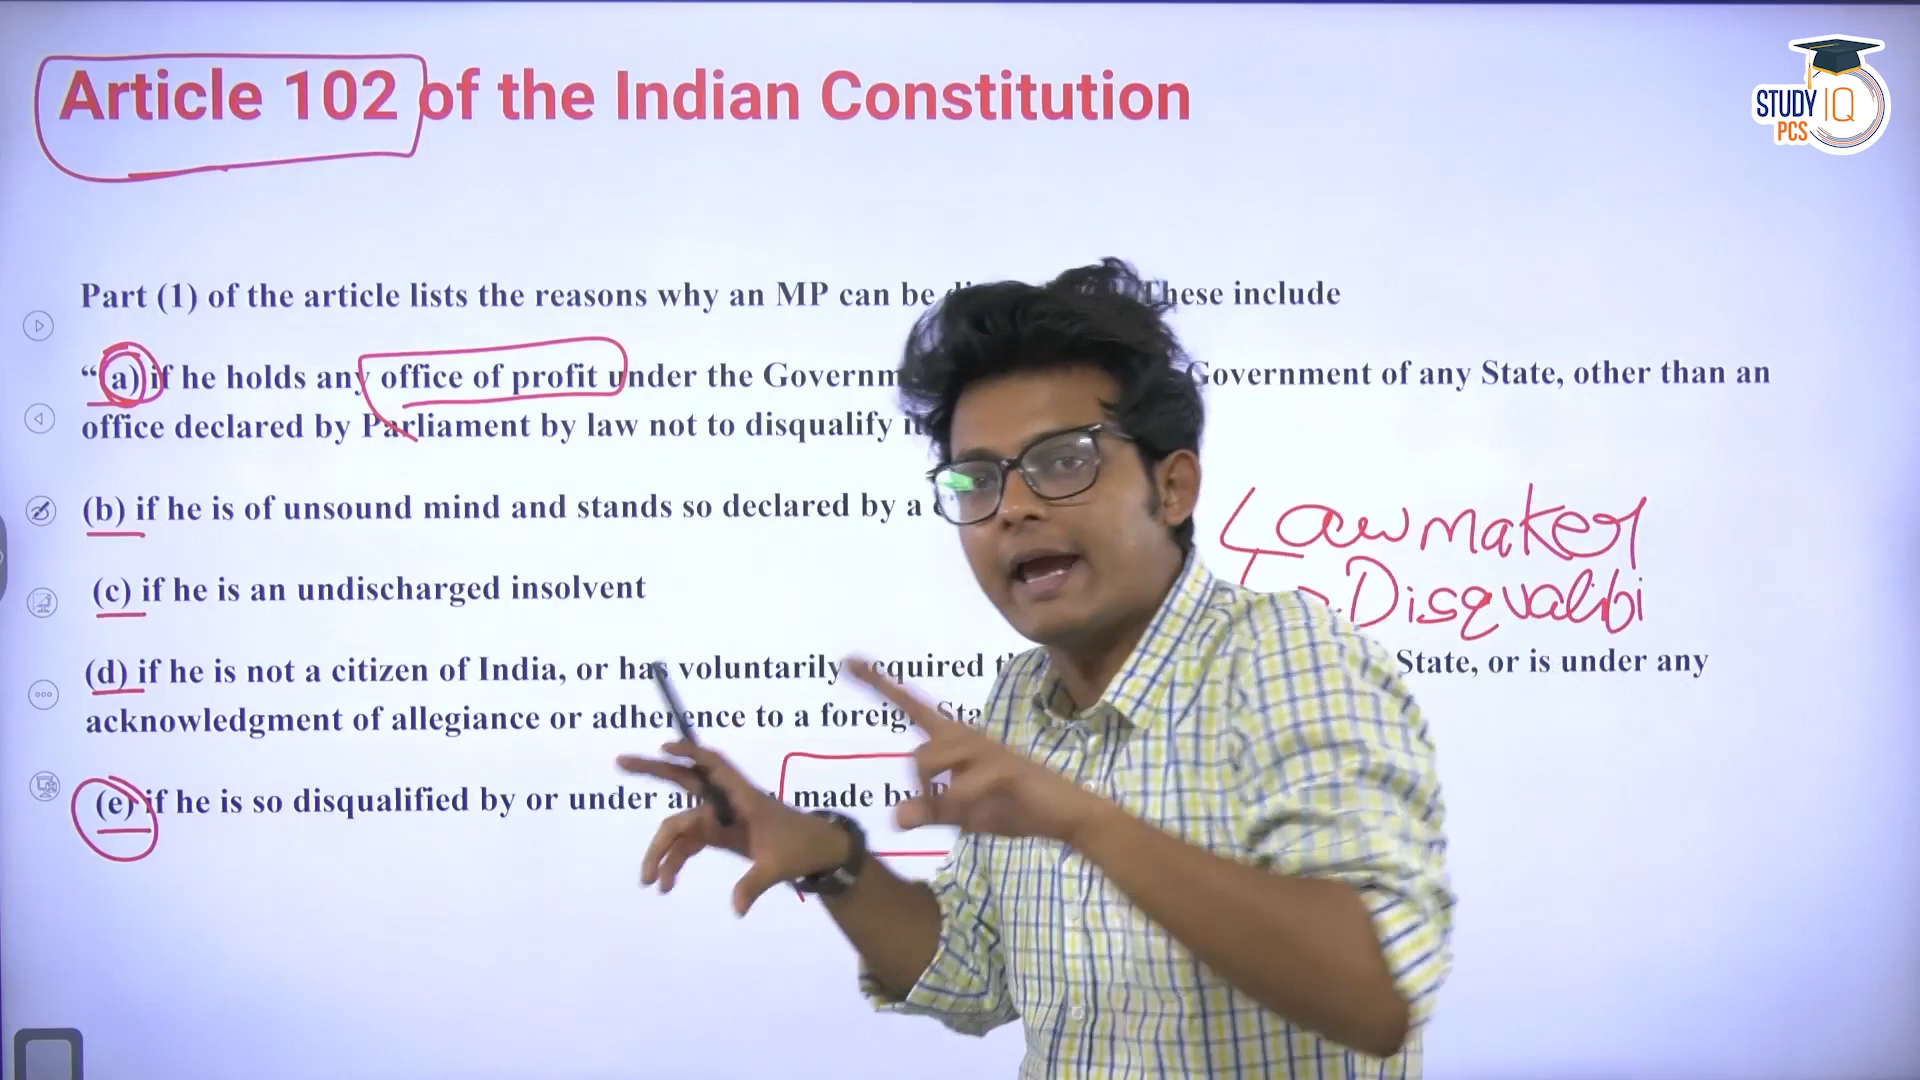 Article 102 of the Indian Constitution
STUDY IQ
PCS
Part (1) of the article lists the reasons why an MP can be These include
“(a) if he holds any office of profit under the Government of any State, other than an
office declared by Parliament by law not to disqualify
(b) if he is of unsound mind and stands so declared by a
Lawmaker
(c) if he is an undischarged insolvent
Disqualifi
(d) if he is not a citizen of India, or has voluntarily acquired State, or is under any
acknowledgment of allegiance or adherence to a foreign
(e) if he is so disqualified by or under made by